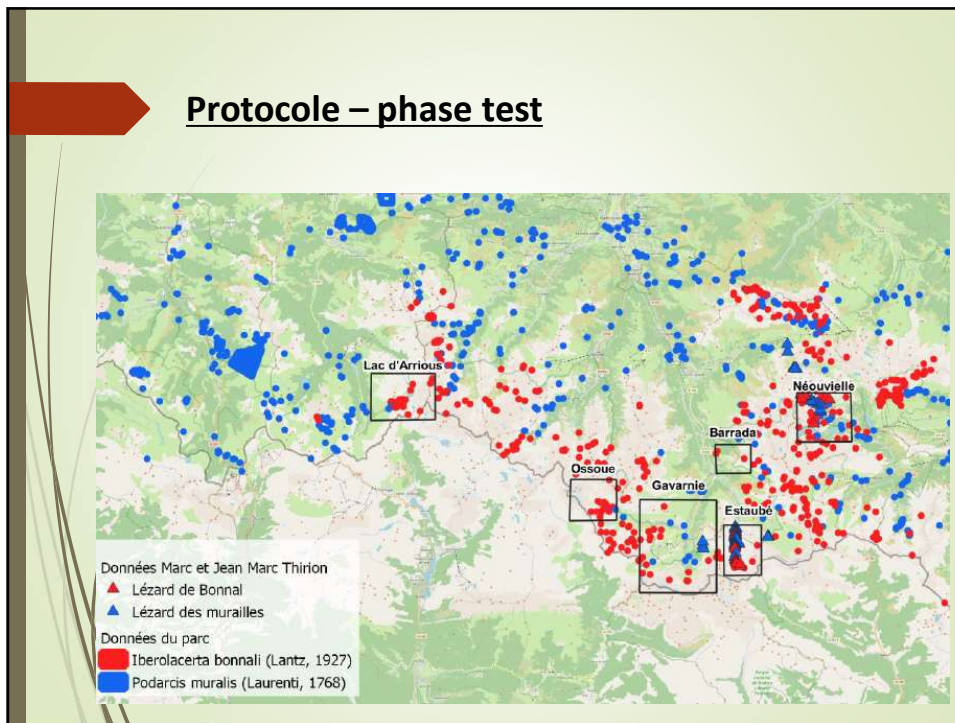 Protocole – phase test
Lac d'Arrious
Néouvielle
Barrada
Ossoue
Gavarnie
Estaubé
Données Marc et Jean Marc Thirion
Lézard de Bonnal
Lézard des murailles
Données du parc
Iberolacerta bonnali (Lantz, 1927)
Podarcis muralis (Laurenti, 1768)